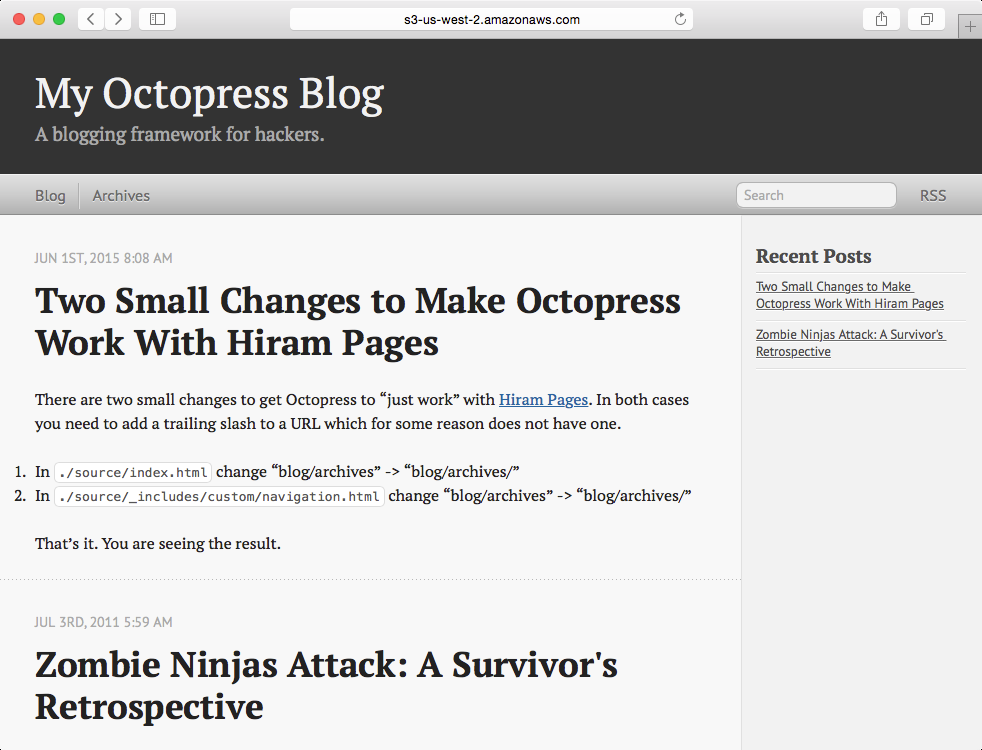 s3-us-west-2.amazonaws.com
My Octopress Blog
A blogging framework for hackers.
Blog
Archives
Search
RSS
JUN 1ST, 2015 8:08 AM
Two Small Changes to Make Octopress
Work With Hiram Pages
There are two small changes to get Octopress to “just work” with Hiram Pages. In both cases
you need to add a trailing slash to a URL which for some reason does not have one.
1. In ./source/index.html change “blog/archives” -> “blog/archives/”
2. In ./source/_includes/custom/navigation.html change “blog/archives” -> “blog/archives/”
That’s it. You are seeing the result.
JUL 3RD, 2011 5:59 AM
Zombie Ninjas Attack: A Survivor's
Retrospective
Recent Posts
Two Small Changes to Make
Octopress Work With Hiram Pages
Zombie Ninjas Attack: A Survivor's
Retrospective